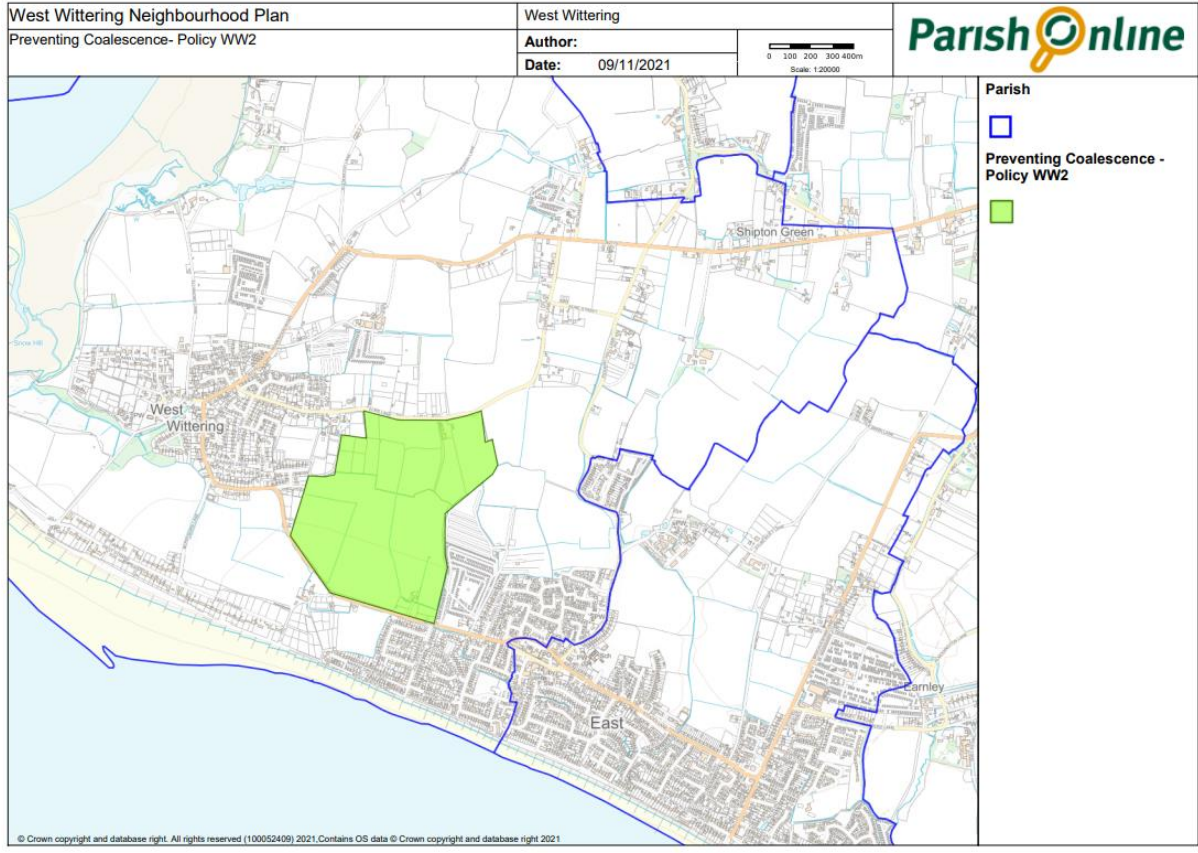 West Wittering Neighbourhood Plan
Preventing Coalescence- Policy WW2
West Wittering
Author:
Date: 09/11/2021
0 100 200 300 400m
Scale: 1:20000
Parish Online
Parish
Preventing Coalescence -
Policy WW2
Shipton Green
Snow Hill
West
Wittering
Earnley
East
© Crown copyright and database right. All rights reserved (100052409) 2021,Contains OS data © Crown copyright and database right 2021